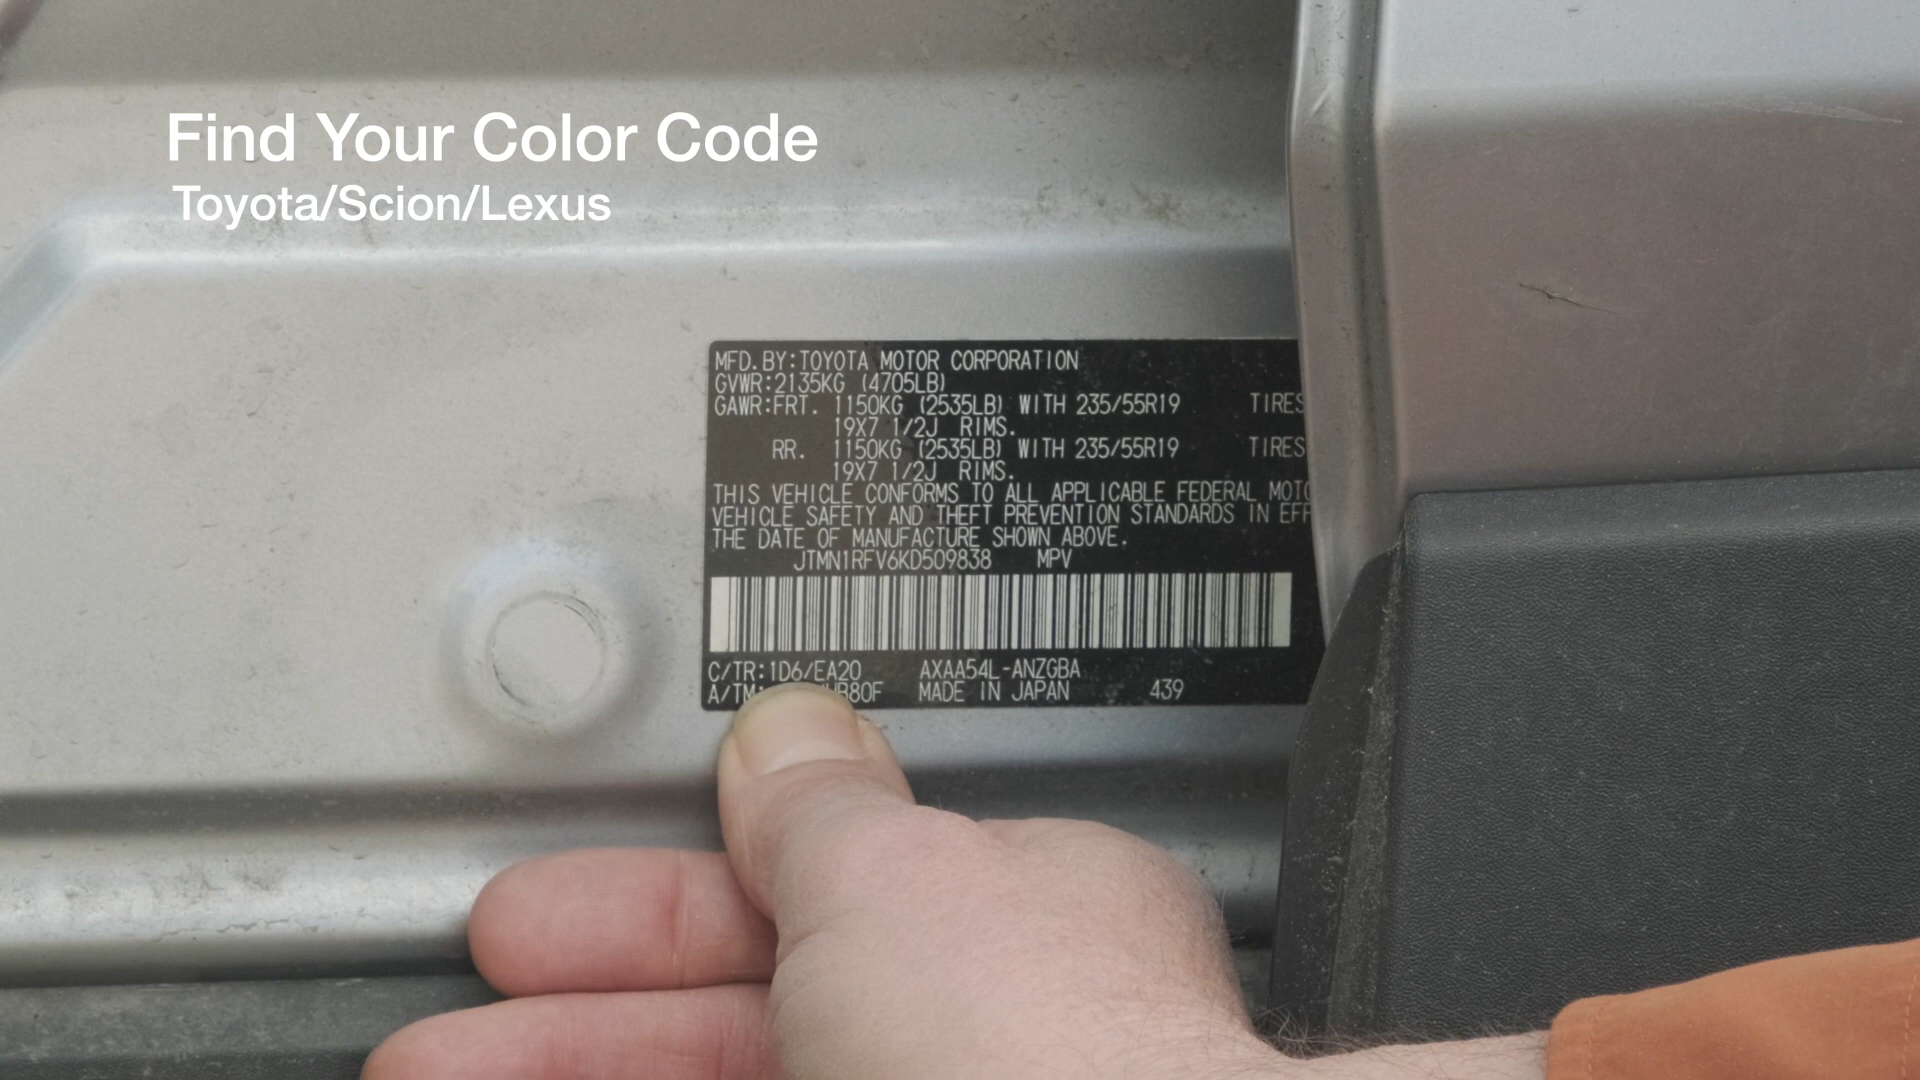 Find Your Color Code
Toyota/Scion/Lexus
MFD.BY:TOYOTA MOTOR CORPORATION
GVWR:2135KG (4705LB)
GAWR:FRT. 1150KG (2535LB) WITH 235/55R19 TIRES
19X7 1/2J RIMS.
RR. 1150KG (2535LB) WITH 235/55R19 TIRES
19X7 1/2J RIMS.
THIS VEHICLE CONFORMS TO ALL APPLICABLE FEDERAL
VEHICLE SAFETY AND THEFT PREVENTION STANDARDS IN
THE DATE OF MANUFACTURE SHOWN ABOVE.
JTMN1RFV6KD509838 MPV
C/TR:1D6/EA20 AXAA54L-ANZGBA
A/TM: MADE IN JAPAN 439